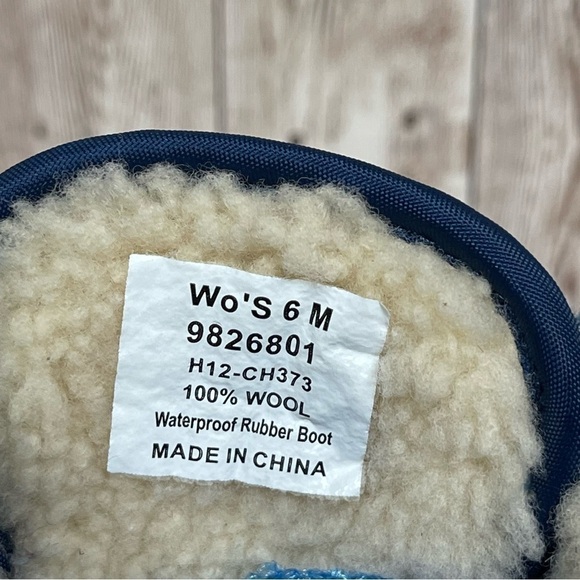 Wo'S 6 M
9826801
H12-CH373
100% WOOL
Waterproof Rubber Boot
MADE IN CHINA